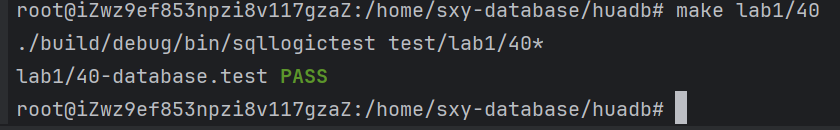 root@iZwz9ef853npzi8v117gzaZ:/home/sxy-database/huadb# make lab1/40
./build/debug/bin/sqllogictest test/lab1/40*
lab1/40-database.test PASS
root@iZwz9ef853npzi8v117gzaZ:/home/sxy-database/huadb#